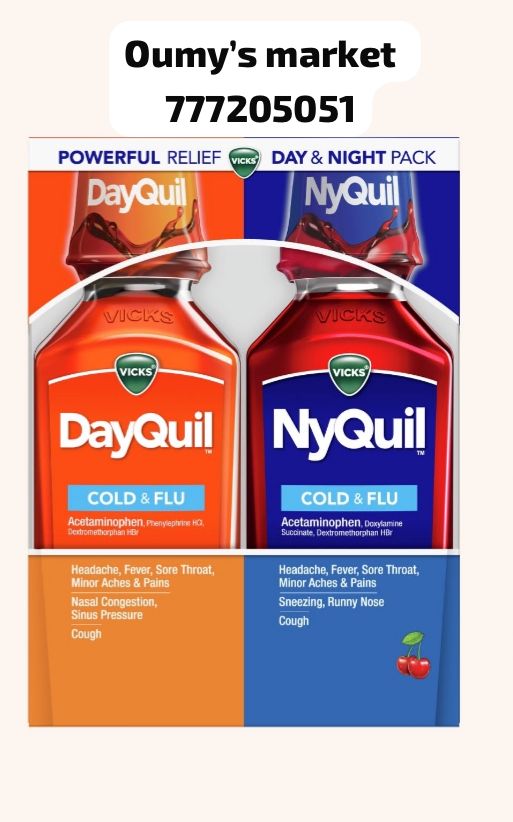 Oumy's market
777205051
POWERFUL RELIEF VICKS DAY & NIGHT PACK
DayQuil
NyQuil
VICKS
VICKS
VICKS
VICKS
DayQuil™
NyQuil™
COLD & FLU
COLD & FLU
Acetaminophen, Phenylephrine HCl,
Dextromethorphan HBr
Acetaminophen, Doxylamine
Succinate, Dextromethorphan HBr
Headache, Fever, Sore Throat,
Minor Aches & Pains
Nasal Congestion,
Sinus Pressure
Cough
Headache, Fever, Sore Throat,
Minor Aches & Pains
Sneezing, Runny Nose
Cough